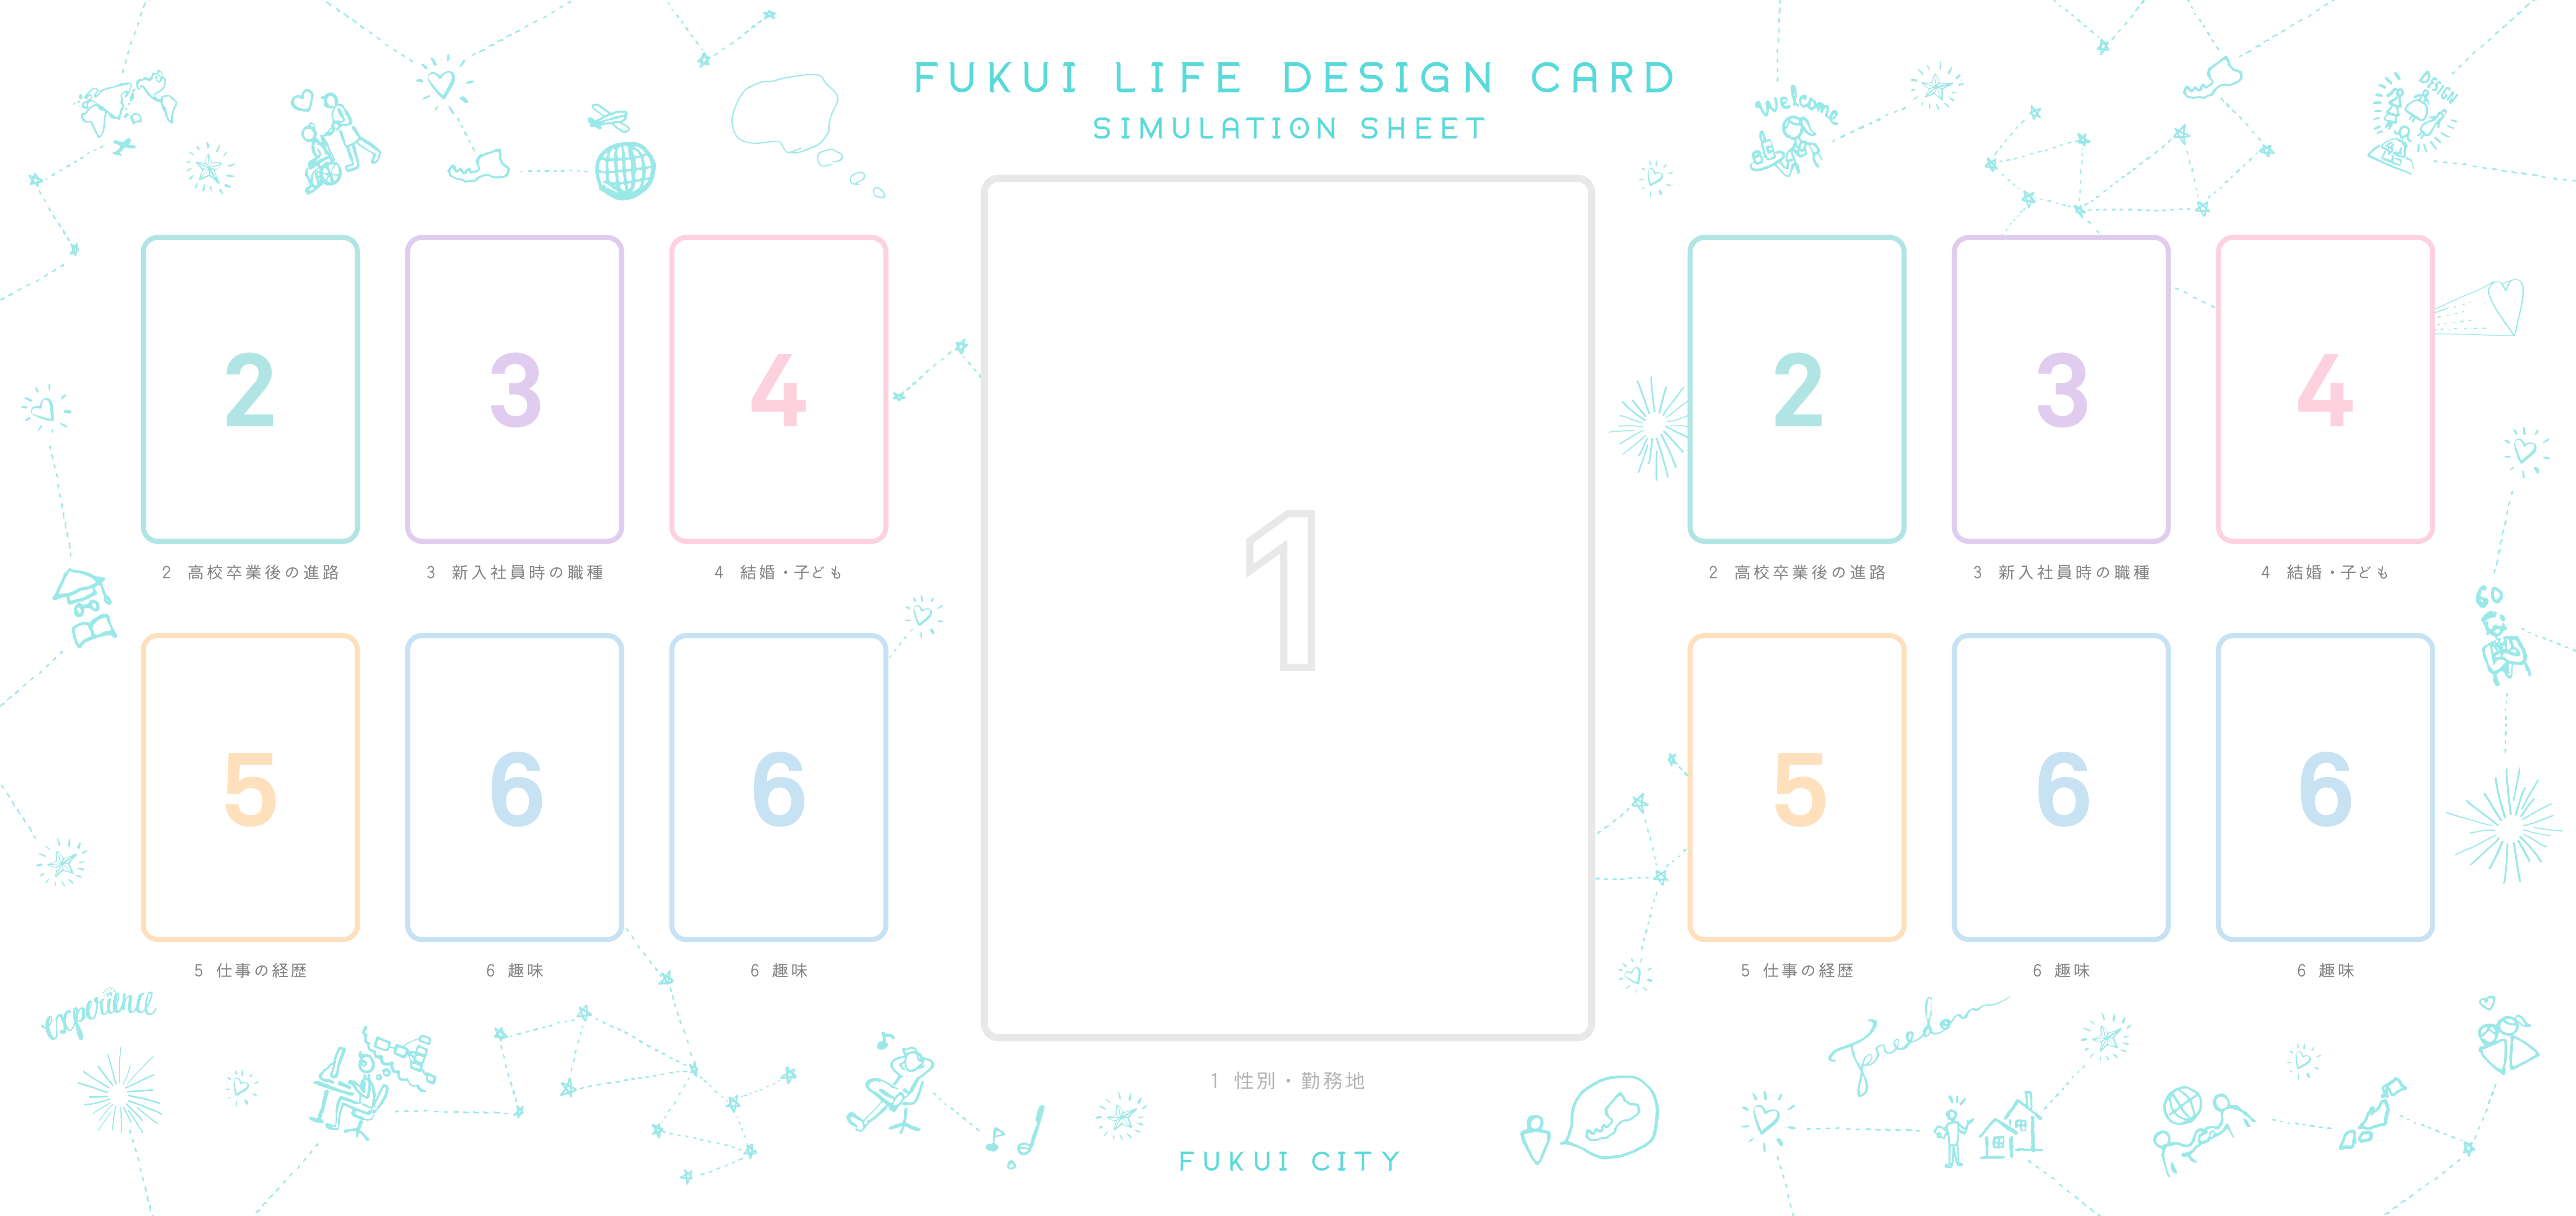 FUKUI LIFE DESIGN CARD
SIMULATION SHEET
welcome
DESIGN
2
3
4
2 高校卒業後の進路
3 新入社員時の職種
4 結婚・子ども
5
6
6
5 仕事の経歴
6 趣味
6 趣味
1
1 性別・勤務地
2
3
4
2 高校卒業後の進路
3 新入社員時の職種
4 結婚・子ども
60
5
6
6
5 仕事の経歴
6 趣味
6 趣味
experience
Freedom
FUKUI CITY